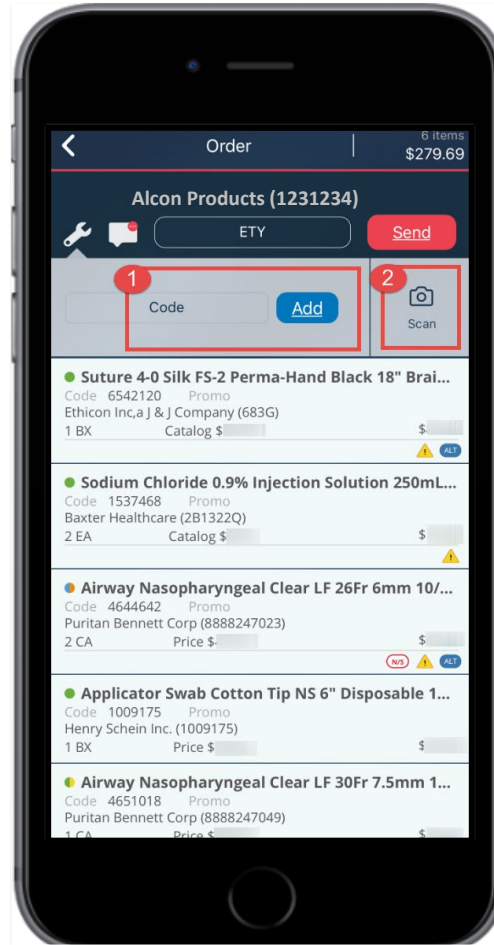 Order
6 items
$279.69
Alcon Products (1231234)
ETY
Send
1
2
Code
Add
Scan
Suture 4-0 Silk FS-2 Perma-Hand Black 18" Brai...
Code 6542120 Promo
Ethicon Inc,a J & J Company (683G)
1 BX Catalog $ $
ALT
Sodium Chloride 0.9% Injection Solution 250mL...
Code 1537468 Promo
Baxter Healthcare (2B1322Q)
2 EA Catalog $ $
Airway Nasopharyngeal Clear LF 26Fr 6mm 10/...
Code 4644642 Promo
Puritan Bennett Corp (8888247023)
2 CA Price $ $
N/S ALT
Applicator Swab Cotton Tip NS 6" Disposable 1...
Code 1009175 Promo
Henry Schein Inc. (1009175)
1 BX Price $ $
Airway Nasopharyngeal Clear LF 30Fr 7.5mm 1...
Code 4651018 Promo
Puritan Bennett Corp (8888247049)
1 CA Price $ $